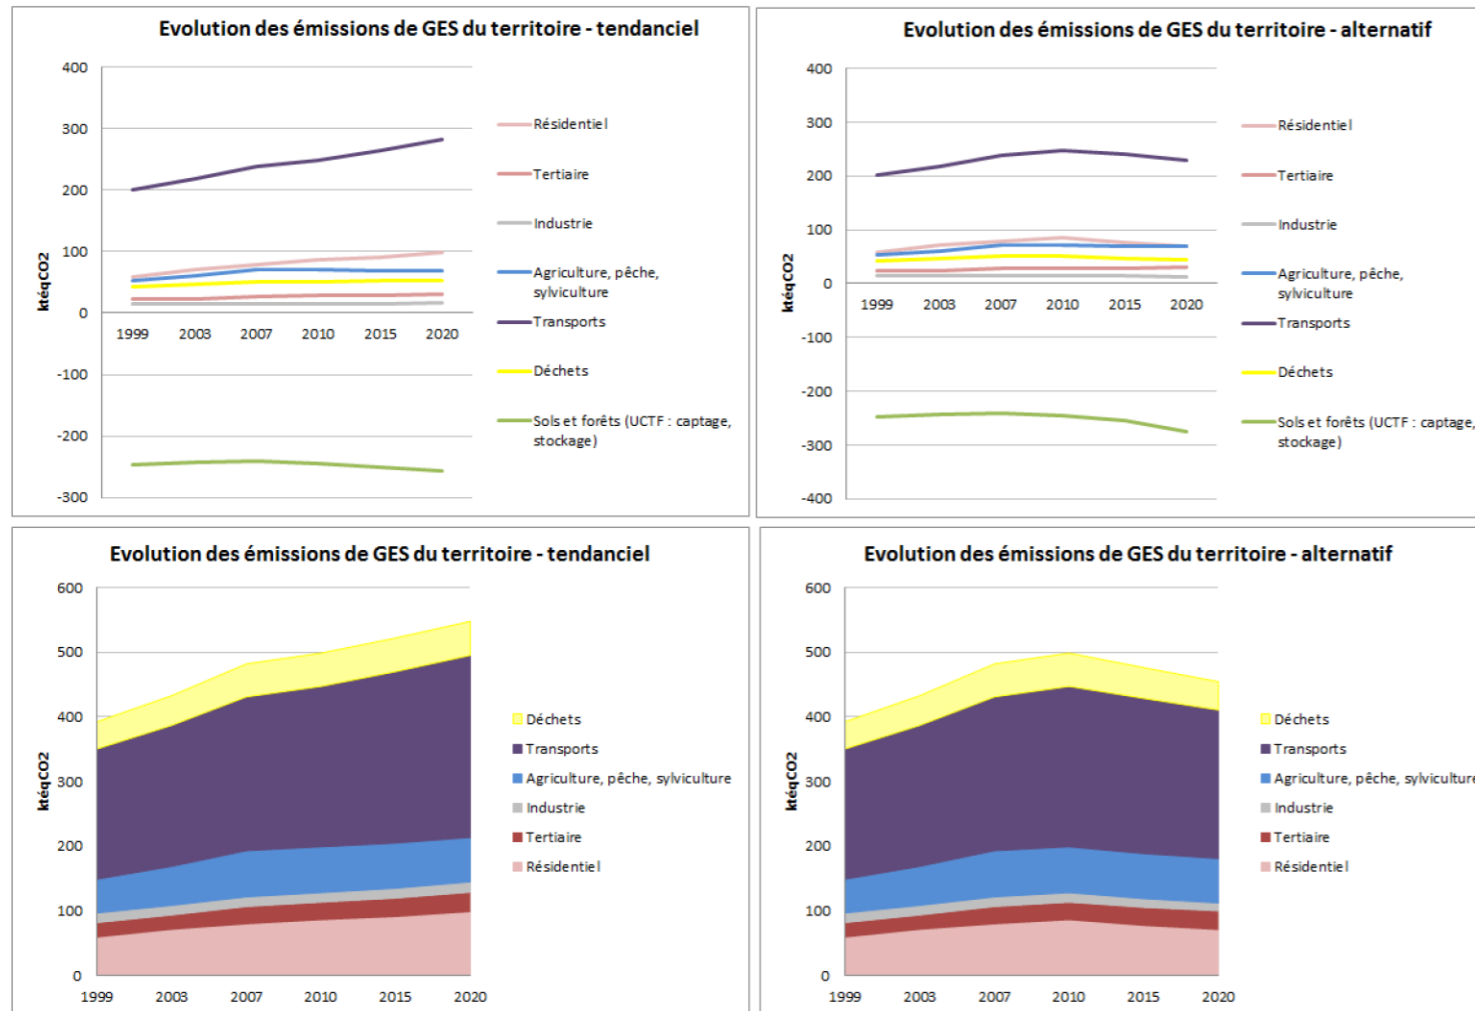 Evolution des émissions de GES du territoire - tendanciel
400
300
200
100
0
-100
-200
-300
ktéqCO2
1999 2003 2007 2010 2015 2020
Résidentiel
Tertiaire
Industrie
Agriculture, pêche,
sylviculture
Transports
Déchets
Sols et forêts (UCTF : captage,
stockage)
Evolution des émissions de GES du territoire - alternatif
400
300
200
100
0
-100
-200
-300
-400
ktéqCO2
1999 2003 2007 2010 2015 2020
Résidentiel
Tertiaire
Industrie
Agriculture, pêche,
sylviculture
Transports
Déchets
Sols et forêts (UCTF : captage,
stockage)
Evolution des émissions de GES du territoire - tendanciel
600
500
400
300
200
100
0
ktéqCO2
1999 2003 2007 2010 2015 2020
Déchets
Transports
Agriculture, pêche, sylviculture
Industrie
Tertiaire
Résidentiel
Evolution des émissions de GES du territoire - alternatif
600
500
400
300
200
100
0
ktéqCO2
1999 2003 2007 2010 2015 2020
Déchets
Transports
Agriculture, pêche, sylviculture
Industrie
Tertiaire
Résidentiel